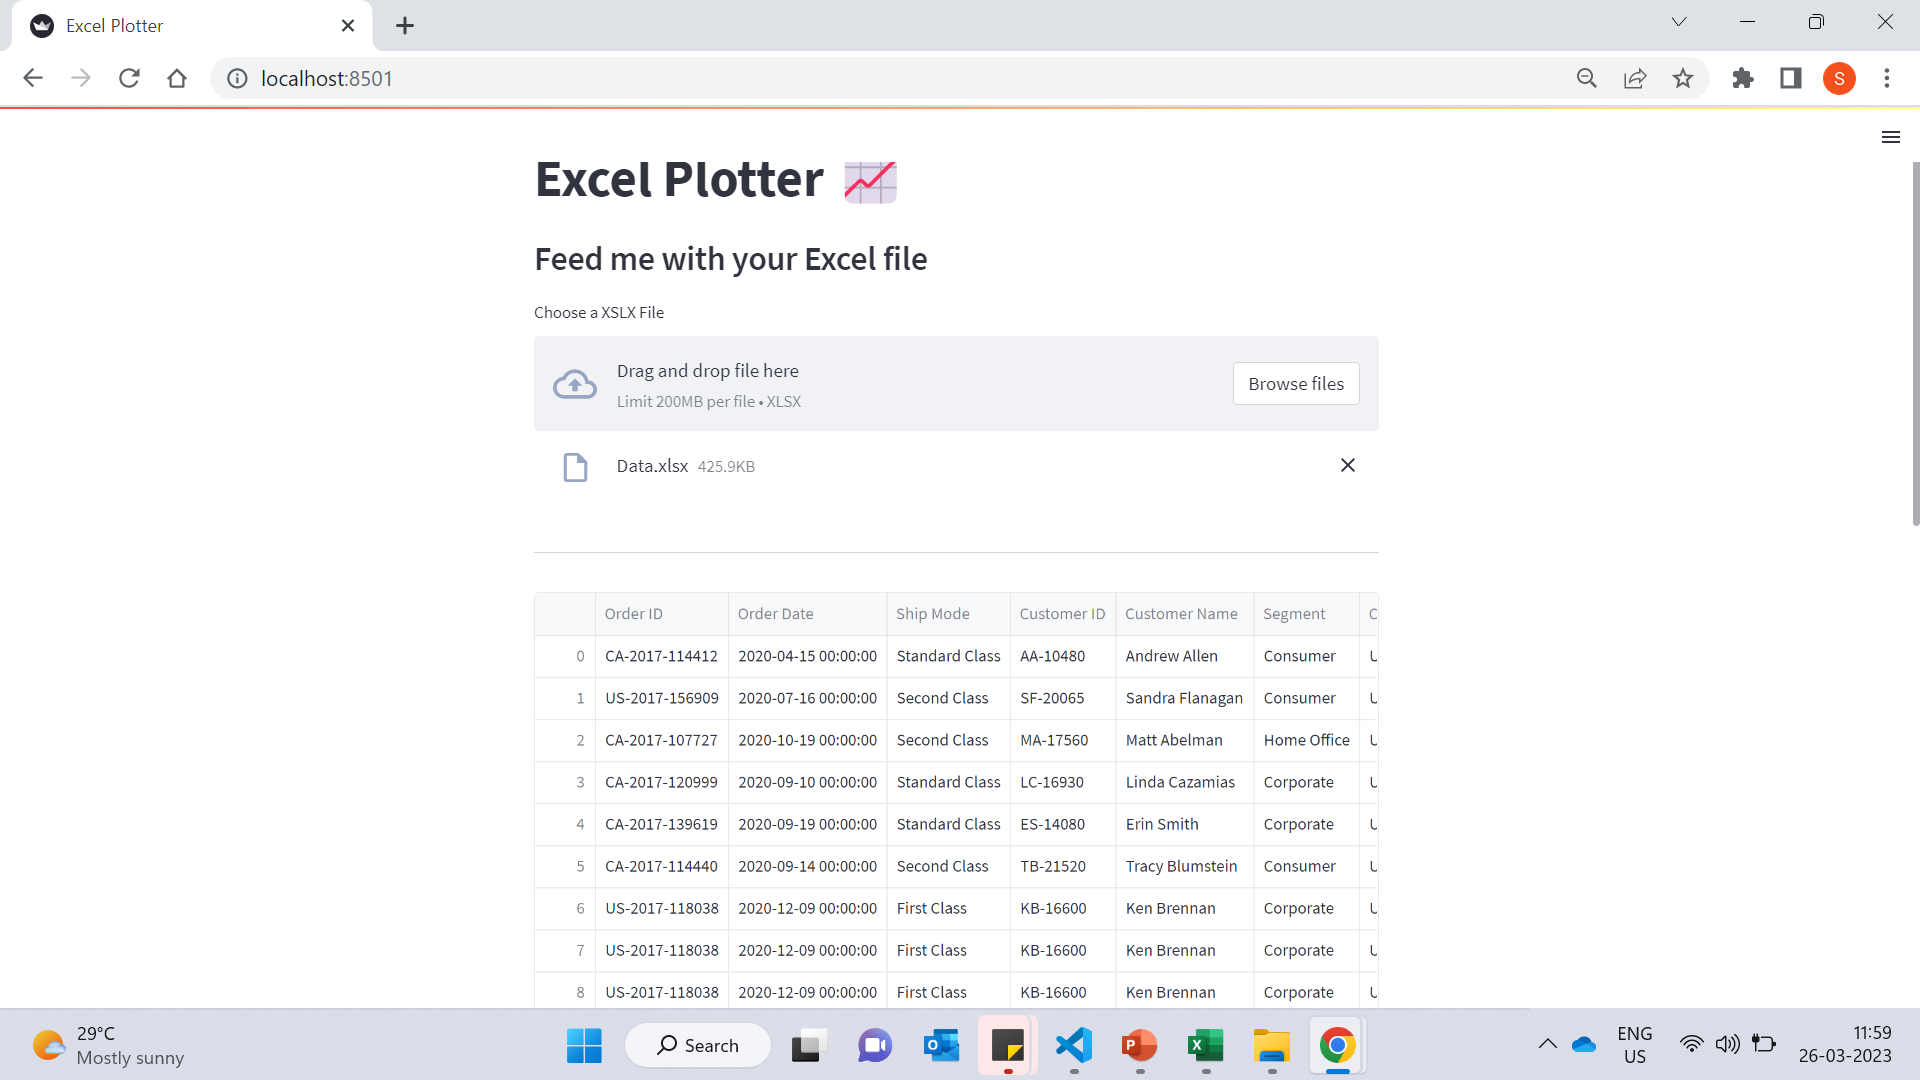 Excel Plotter
localhost:8501
S
Excel Plotter
Feed me with your Excel file
Choose a XSLX File
Drag and drop file here
Limit 200MB per file • XLSX
Browse files
Data.xlsx 425.9KB
Order ID Order Date Ship Mode Customer ID Customer Name Segment C
0 CA-2017-114412 2020-04-15 00:00:00 Standard Class AA-10480 Andrew Allen Consumer U
1 US-2017-156909 2020-07-16 00:00:00 Second Class SF-20065 Sandra Flanagan Consumer U
2 CA-2017-107727 2020-10-19 00:00:00 Second Class MA-17560 Matt Abelman Home Office U
3 CA-2017-120999 2020-09-10 00:00:00 Standard Class LC-16930 Linda Cazamias Corporate U
4 CA-2017-139619 2020-09-19 00:00:00 Standard Class ES-14080 Erin Smith Corporate U
5 CA-2017-114440 2020-09-14 00:00:00 Second Class TB-21520 Tracy Blumstein Consumer U
6 US-2017-118038 2020-12-09 00:00:00 First Class KB-16600 Ken Brennan Corporate U
7 US-2017-118038 2020-12-09 00:00:00 First Class KB-16600 Ken Brennan Corporate U
8 US-2017-118038 2020-12-09 00:00:00 First Class KB-16600 Ken Brennan Corporate U
29°C
Mostly sunny
Search
ENG
US
11:59
26-03-2023